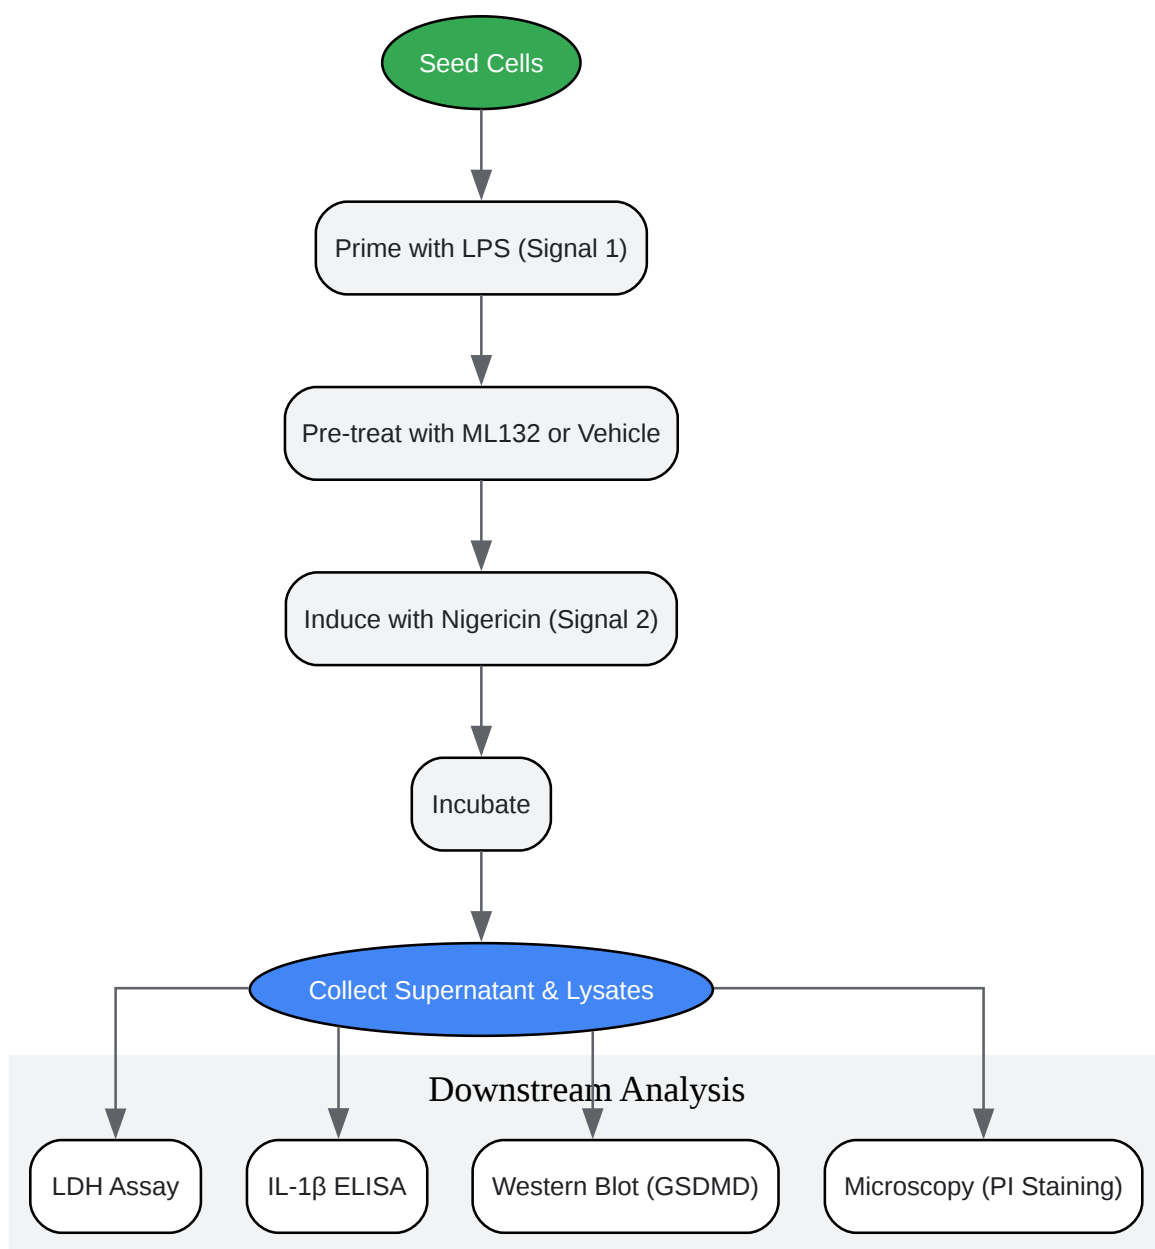 Seed Cells
Prime with LPS (Signal 1)
Pre-treat with ML132 or Vehicle
Induce with Nigericin (Signal 2)
Incubate
Collect Supernatant & Lysates
Downstream Analysis
LDH Assay
IL-1β ELISA
Western Blot (GSDMD)
Microscopy (PI Staining)